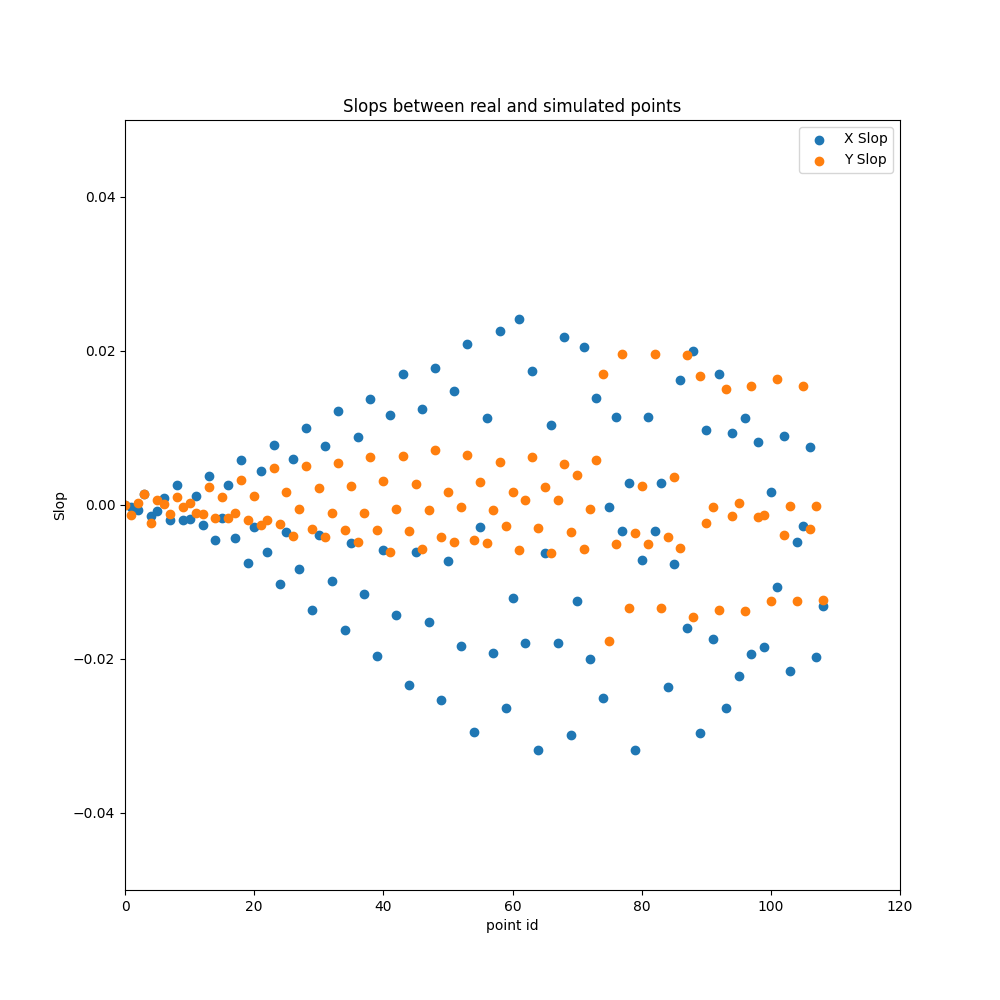 Slops between real and simulated points
X Slop
Y Slop
0.04
0.02
0.00
−0.02
−0.04
Slop
0 20 40 60 80 100 120
point id